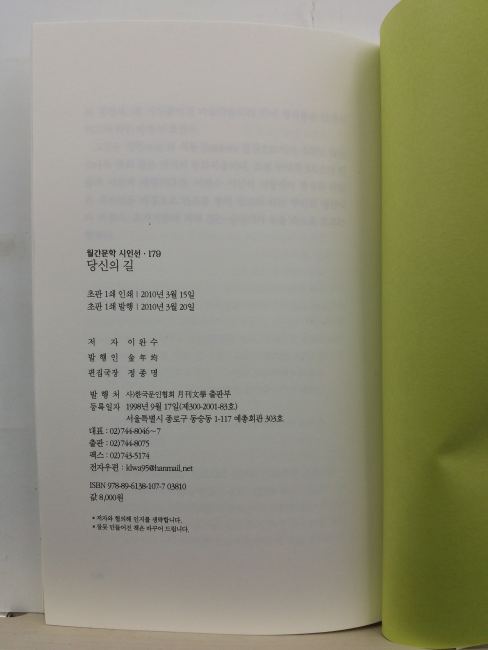 월간문학 시인선 · 179
당신의 길
초판 1쇄 인쇄 | 2010년 3월 15일
초판 1쇄 발행 | 2010년 3월 20일
저 자 이완수
발 행 인 金年均
편집국장 정종명
발 행 처 사)한국문인협회 月刊文學 출판부
등록일자 1998년 9월 17일(제300-2001-83호)
서울특별시 종로구 동숭동 1-117 예총회관 303호
대표 : 02)744-8046~7
출판 : 02)744-8075
팩스 : 02)743-5174
전자우편 : klwa95@hanmail.net
ISBN 978-89-6138-107-7 03810
값 8,000원
* 저자와 협의해 인지를 생략합니다.
* 잘못 만들어진 책은 바꾸어 드립니다.